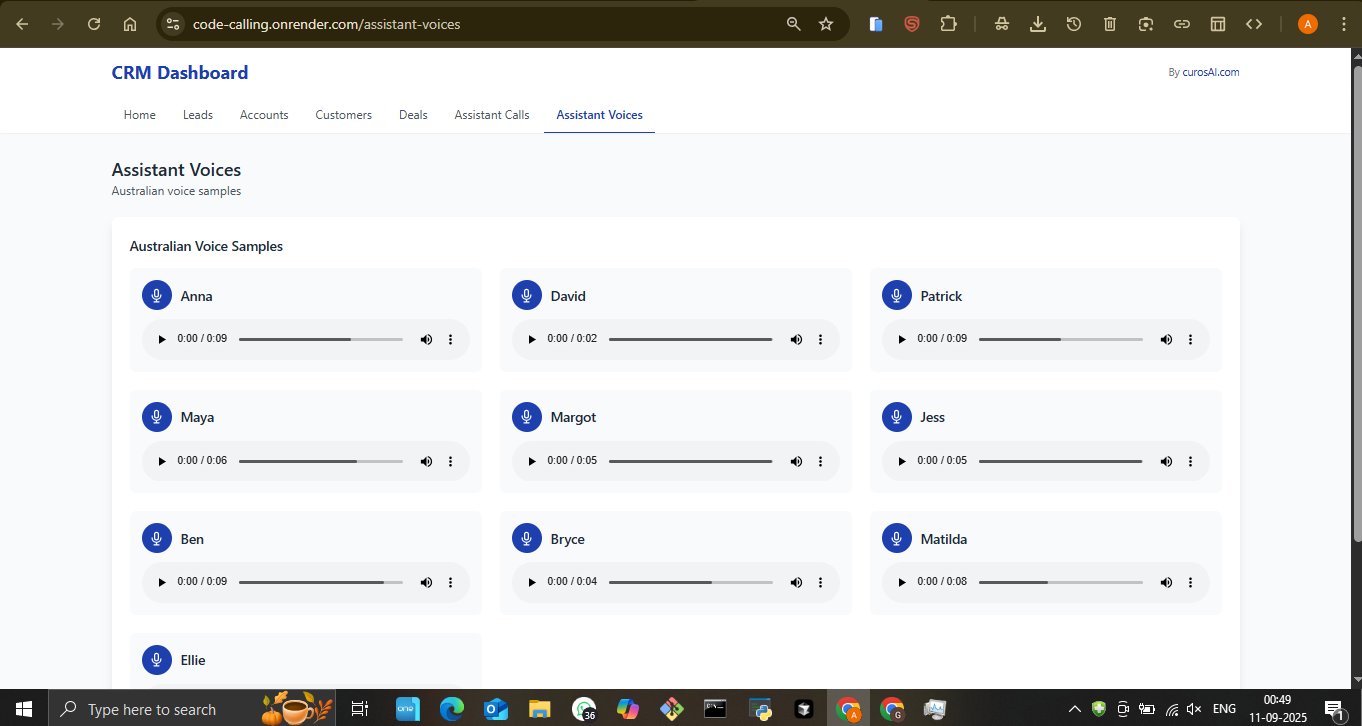 code-calling.onrender.com/assistant-voices
A
CRM Dashboard
By curosAI.com
Home Leads Accounts Customers Deals Assistant Calls Assistant Voices
Assistant Voices
Australian voice samples
Australian Voice Samples
Anna David Patrick
0:00 / 0:09 0:00 / 0:02 0:00 / 0:09
Maya Margot Jess
0:00 / 0:06 0:00 / 0:05 0:00 / 0:05
Ben Bryce Matilda
0:00 / 0:09 0:00 / 0:04 0:00 / 0:08
Ellie
Type here to search
one
36
A
G
ENG
00:49
11-09-2025
1